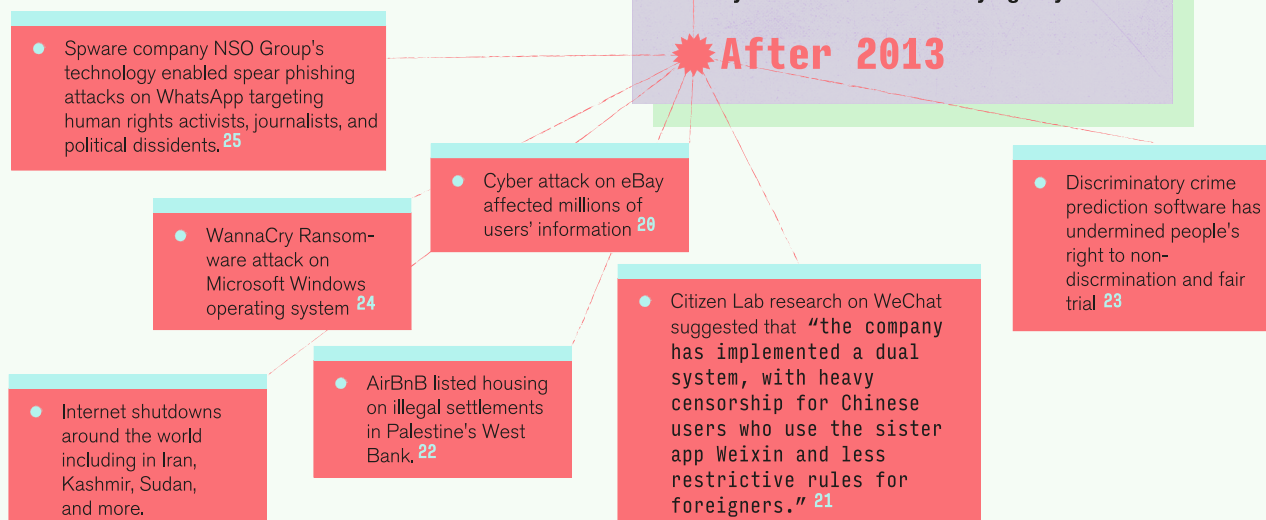 After 2013
Spware company NSO Group's
technology enabled spear phishing
attacks on WhatsApp targeting
human rights activists, journalists, and
political dissidents. 25
Cyber attack on eBay
affected millions of
users' information 20
Discriminatory crime
prediction software has
undermined people's
right to non-
discrmination and fair
trial 23
WannaCry Ransom-
ware attack on
Microsoft Windows
operating system 24
Citizen Lab research on WeChat
suggested that “the company
has implemented a dual
system, with heavy
censorship for Chinese
users who use the sister
app Weixin and less
restrictive rules for
foreigners.” 21
AirBnB listed housing
on illegal settlements
in Palestine's West
Bank. 22
Internet shutdowns
around the world
including in Iran,
Kashmir, Sudan,
and more.